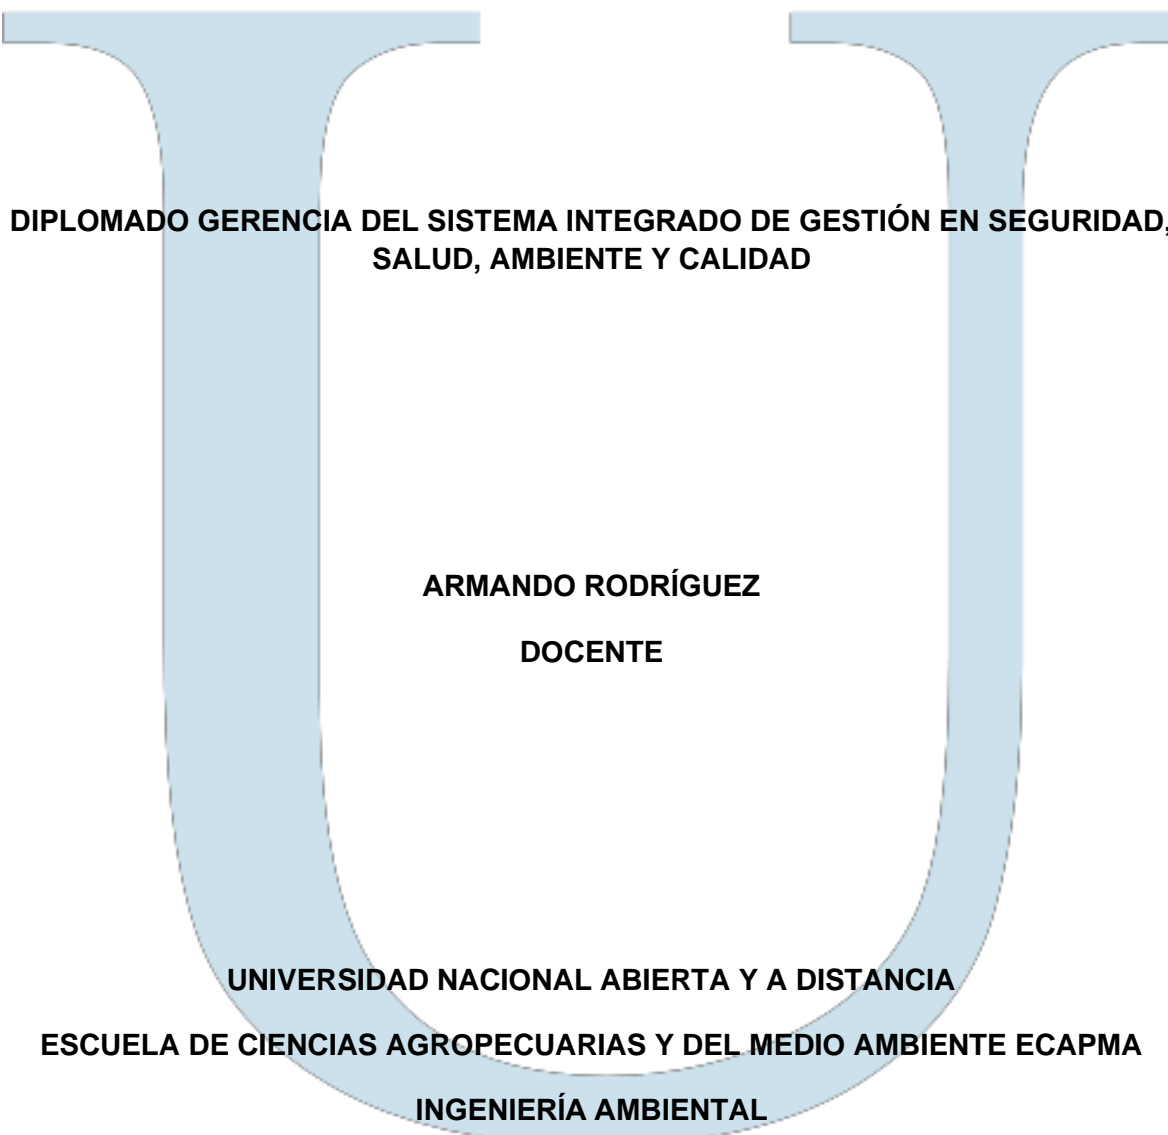 DIPLOMADO GERENCIA DEL SISTEMA INTEGRADO DE GESTIÓN EN SEGURIDAD,
SALUD, AMBIENTE Y CALIDAD
ARMANDO RODRÍGUEZ
DOCENTE
UNIVERSIDAD NACIONAL ABIERTA Y A DISTANCIA
ESCUELA DE CIENCIAS AGROPECUARIAS Y DEL MEDIO AMBIENTE ECAPMA
INGENIERÍA AMBIENTAL